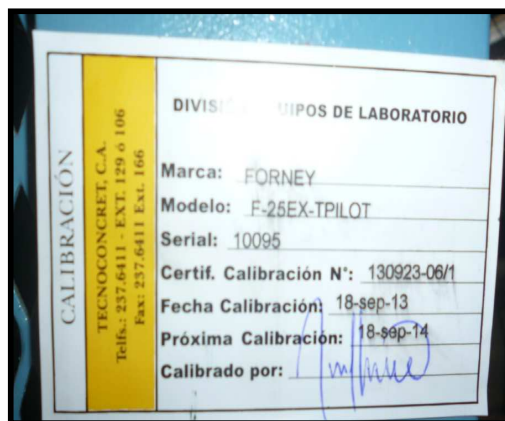 CALIBRACIÓN
TECNOCONCRET, C.A.
Telfs.: 237.6411 - EXT. 129 ó 106
Fax: 237.6411 Ext. 166
DE LABORATORIO
Marca: FORNEY
Modelo: F-25EX-TPILOT
Serial: 10095
Certif. Calibración N°: 130923-06/1
Fecha Calibración: 18-sep-13
Próxima Calibración: 18-sep-14
Calibrado por: